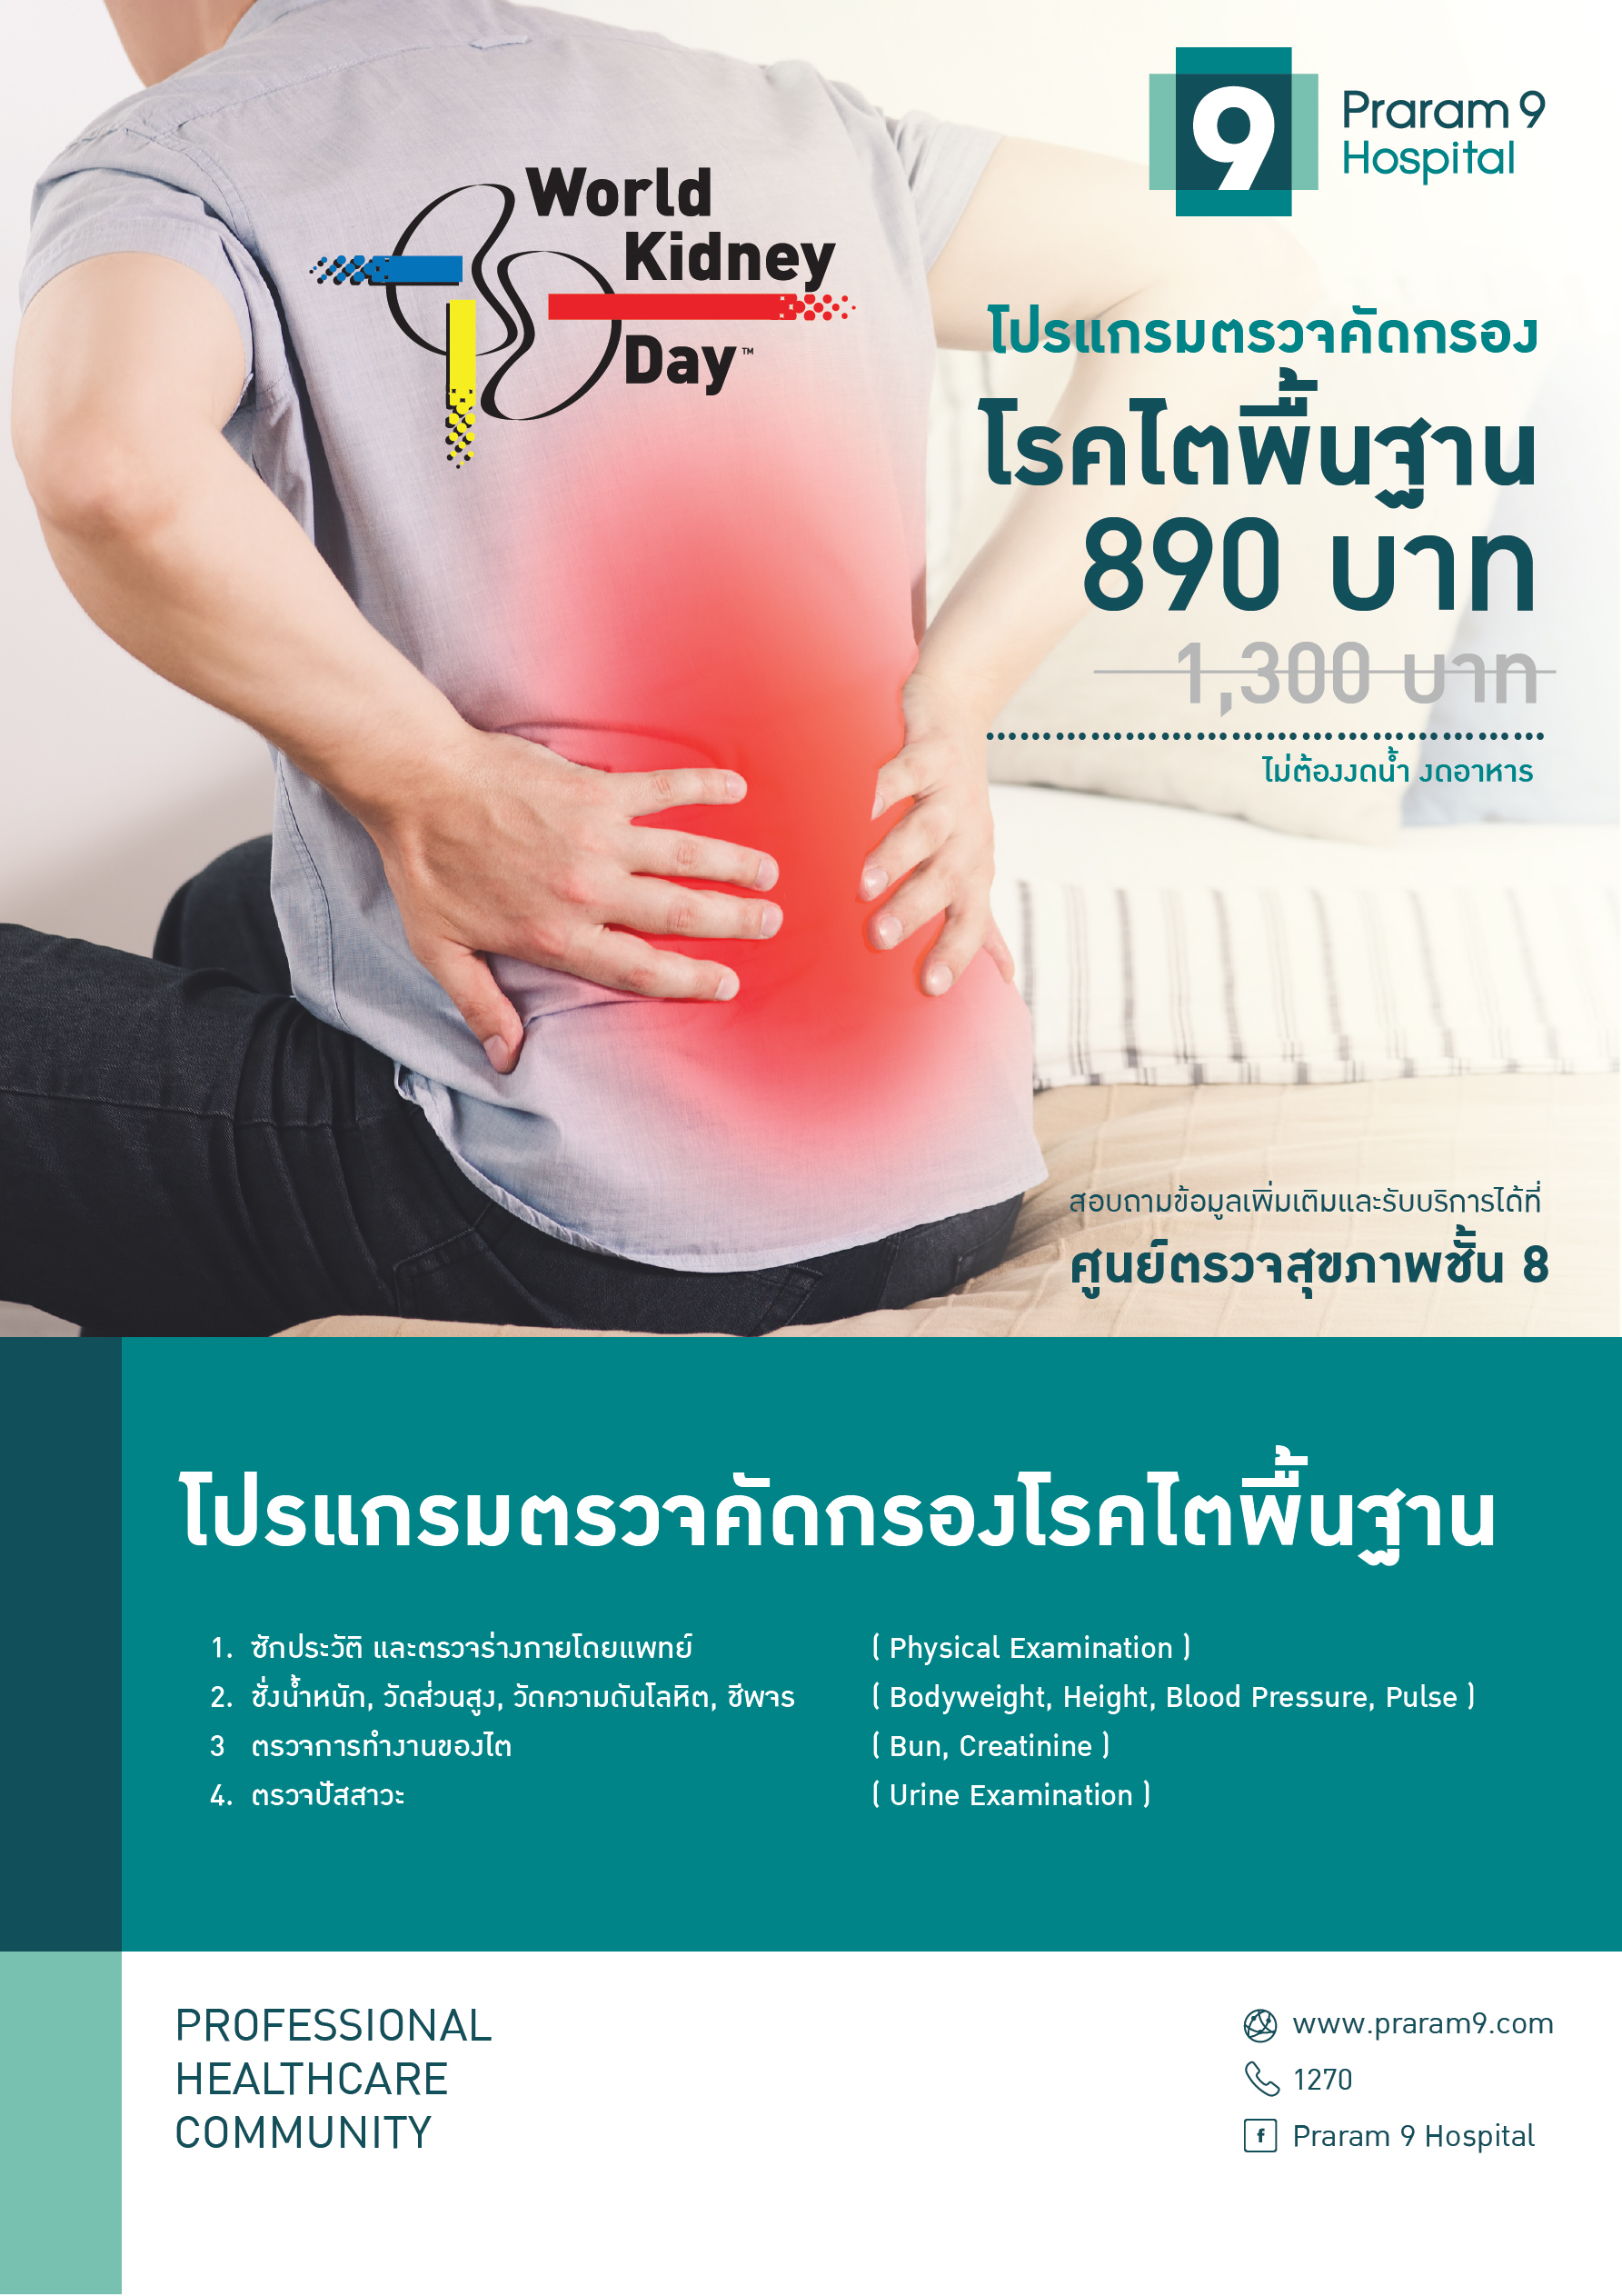 World
Kidney
Day™
9
Praram 9
Hospital
โปรแกรมตรวจคัดกรอง
โรคไตพื้นฐาน
890 บาท
1,300 บาท
ไม่ต้องงดน้ำ งดอาหาร
สอบถามข้อมูลเพิ่มเติมและรับบริการได้ที่
ศูนย์ตรวจสุขภาพชั้น 8
โปรแกรมตรวจคัดกรองโรคไตพื้นฐาน
1. ซักประวัติ และตรวจร่างกายโดยแพทย์ ( Physical Examination )
2. ชั่งน้ำหนัก, วัดส่วนสูง, วัดความดันโลหิต, ชีพจร ( Bodyweight, Height, Blood Pressure, Pulse )
3 ตรวจการทำงานของไต ( Bun, Creatinine )
4. ตรวจปัสสาวะ ( Urine Examination )
PROFESSIONAL
HEALTHCARE
COMMUNITY
www.praram9.com
1270
f Praram 9 Hospital